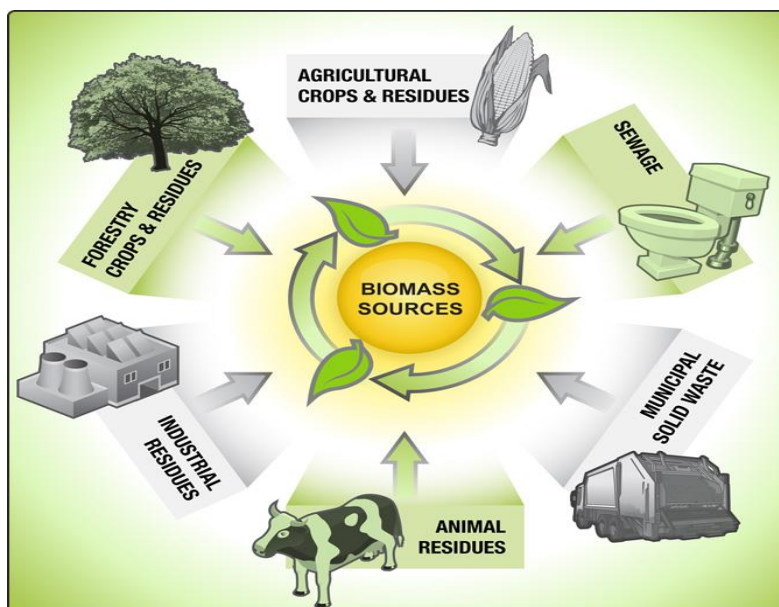 AGRICULTURAL
CROPS & RESIDUES
SEWAGE
FORESTRY
CROPS & RESIDUES
BIOMASS
SOURCES
MUNICIPAL
SOLID WASTE
INDUSTRIAL
RESIDUES
ANIMAL
RESIDUES